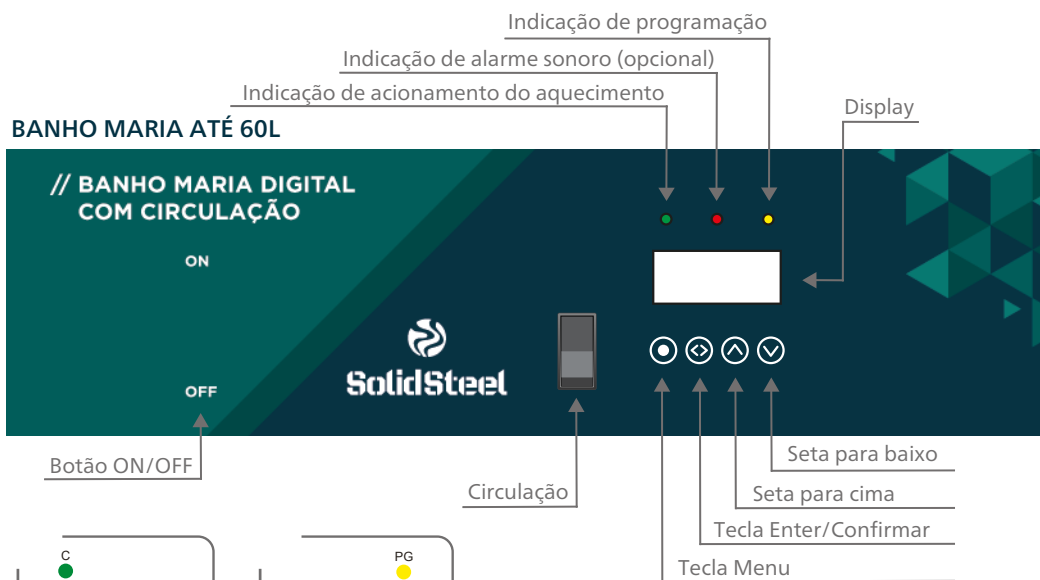 Indicação de programação
Indicação de alarme sonoro (opcional)
Indicação de acionamento do aquecimento
Display
BANHO MARIA ATÉ 60L
// BANHO MARIA DIGITAL
COM CIRCULAÇÃO
ON
SolidSteel
OFF
Botão ON/OFF
Seta para baixo
Circulação
Seta para cima
Tecla Enter/Confirmar
Tecla Menu
C
PG